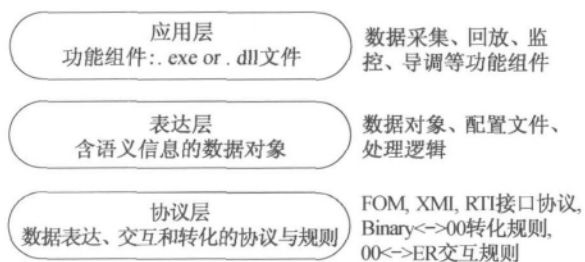 应用层
功能组件:. exe or . dll文件
数据采集、回放、监
控、导调等功能组件
表达层
含语义信息的数据对象
数据对象、配置文件、
处理逻辑
协议层
数据表达、交互和转化的协议与规则
FOM, XMI, RTI接口协议,
Binary<->00转化规则,
00<->ER交互规则